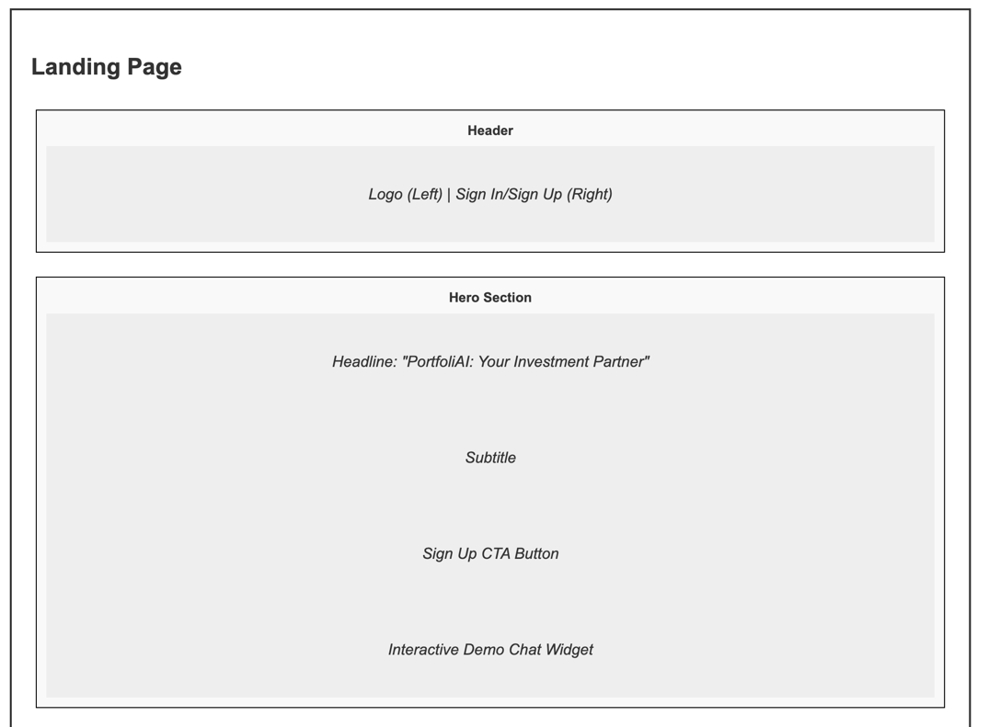 Landing Page
Header
Logo (Left) | Sign In/Sign Up (Right)
Hero Section
Headline: "PortfoliAI: Your Investment Partner"
Subtitle
Sign Up CTA Button
Interactive Demo Chat Widget